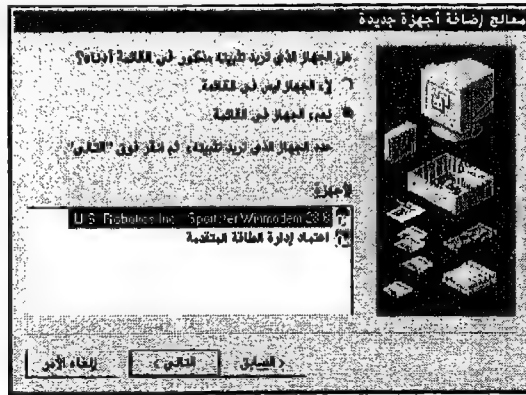 معالج إضافة أجهزة جديدة
هل الجهاز الذي تريد تثبيته مذكور في القائمة أدناه؟
لا، الجهاز ليس في القائمة
نعم، الجهاز في القائمة
حدد الجهاز الذي تريد تثبيته، ثم انقر فوق "التالي".
الأجهزة:
U.S. Robotics Inc. Sportster Winmodem 28.8
اعتماد إدارة الطاقة المتقدمة
< السابق
التالي >
إلغاء الأمر